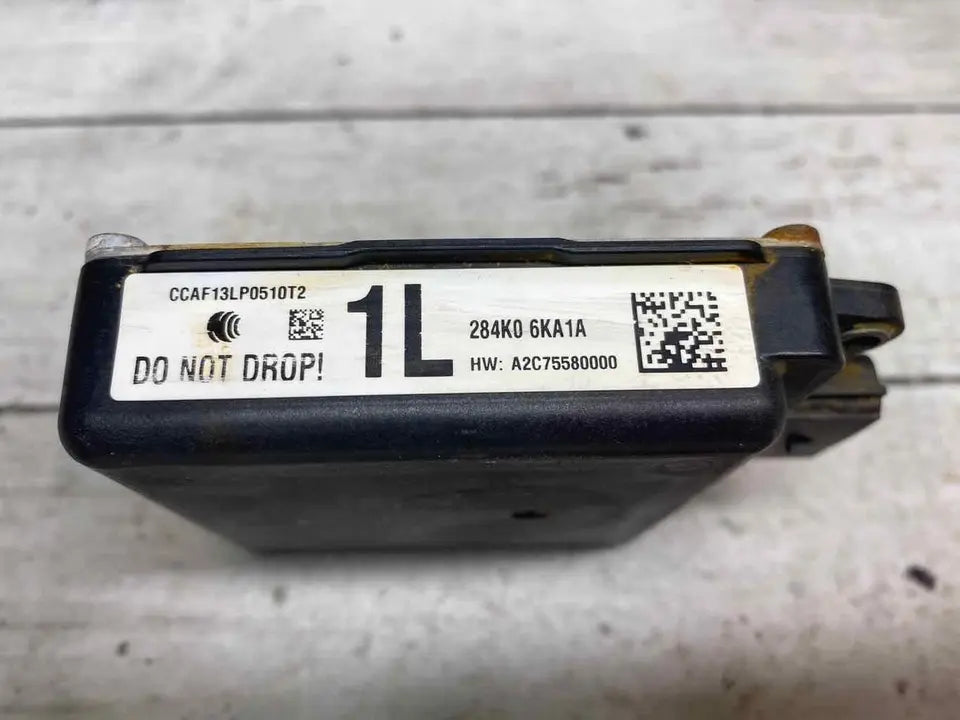 CCAF13LP0510T2
DO NOT DROP!
1L
284K0 6KA1A
HW: A2C75580000